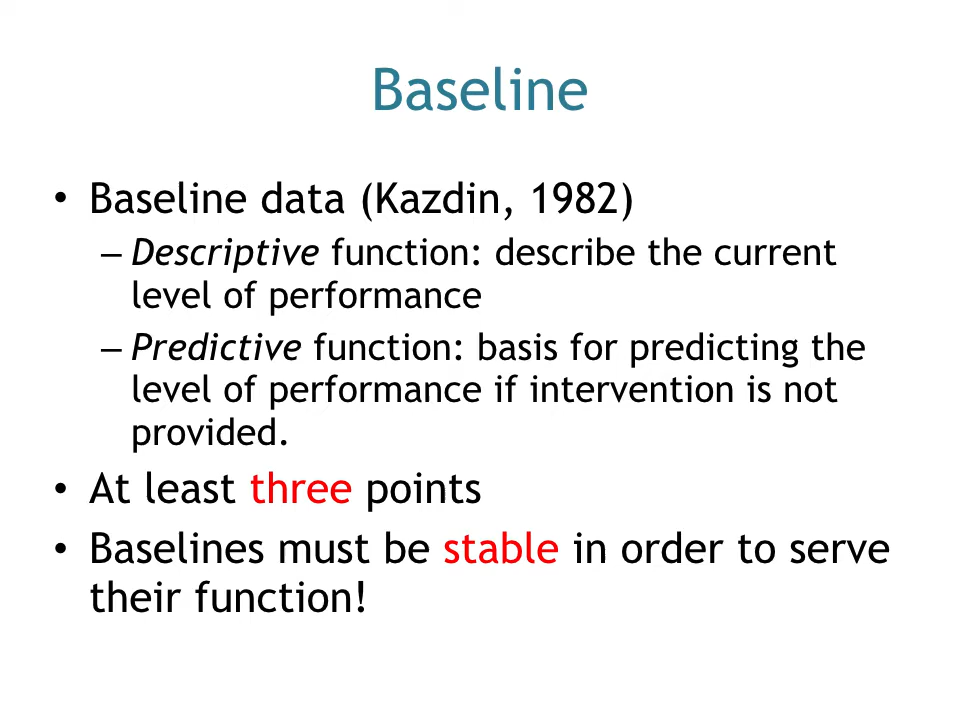 Baseline
• Baseline data (Kazdin, 1982)
– Descriptive function: describe the current
level of performance
– Predictive function: basis for predicting the
level of performance if intervention is not
provided.
• At least three points
• Baselines must be stable in order to serve
their function!